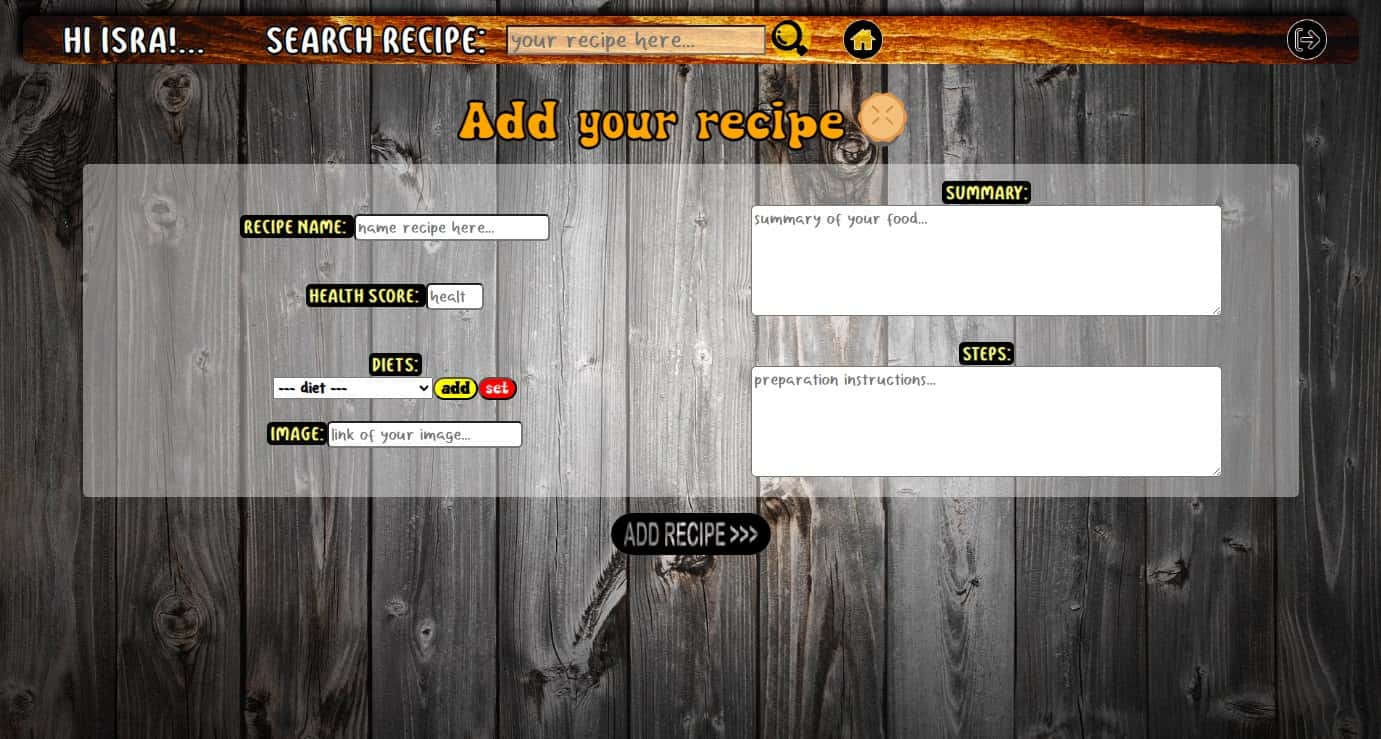 HI ISRA!... SEARCH RECIPE: your recipe here...
Add your recipe
RECIPE NAME: name recipe here...
HEALTH SCORE: healt
DIETS:
--- diet --- add set
IMAGE: link of your image...
SUMMARY:
summary of your food...
STEPS:
preparation instructions...
ADD RECIPE >>>